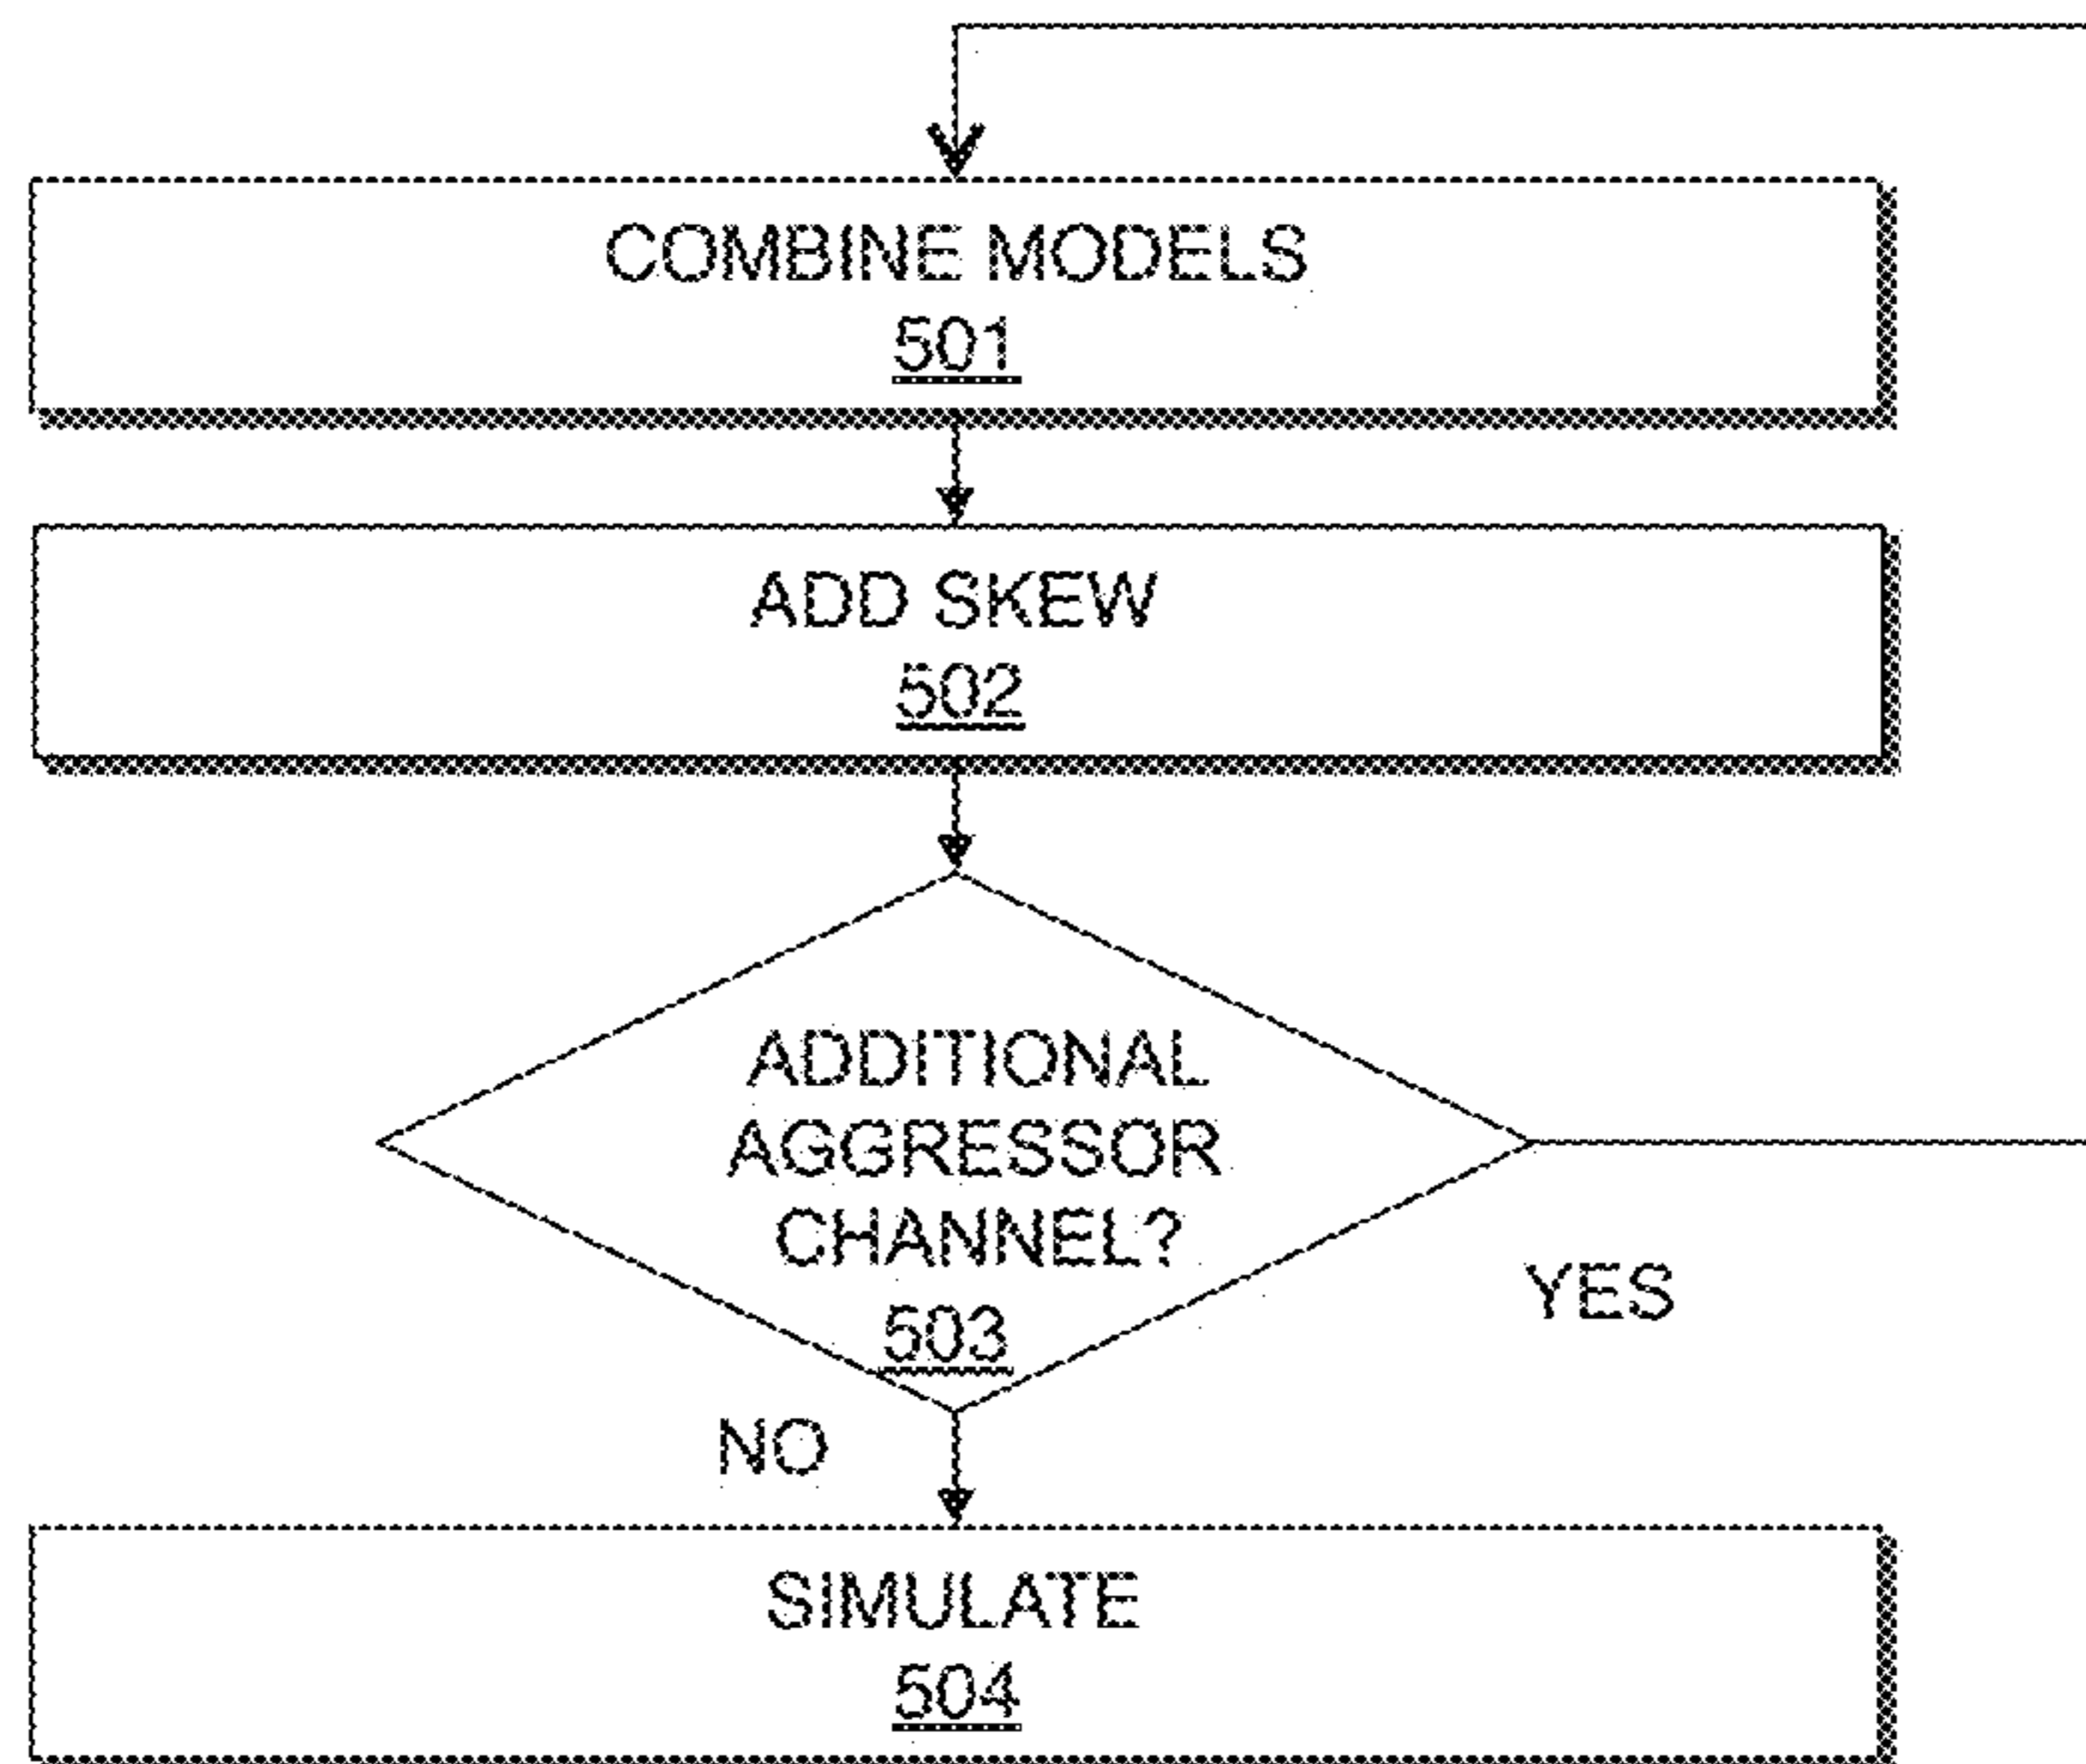 COMBINE MODELS
501
ADD SKEW
502
ADDITIONAL
AGGRESSOR
CHANNEL?
503
YES
NO
SIMULATE
504